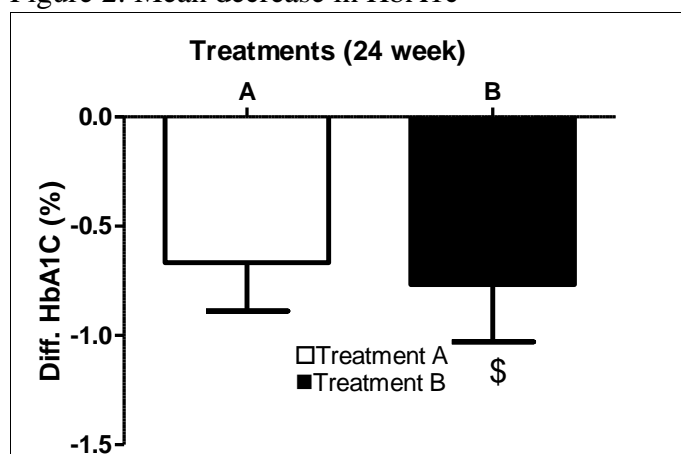 Figure 2: Mean decrease in HbA1c
Treatments (24 week)
A B
0.0
-0.5
-1.0
-1.5
Diff. HbA1C (%)
Treatment A
Treatment B
$